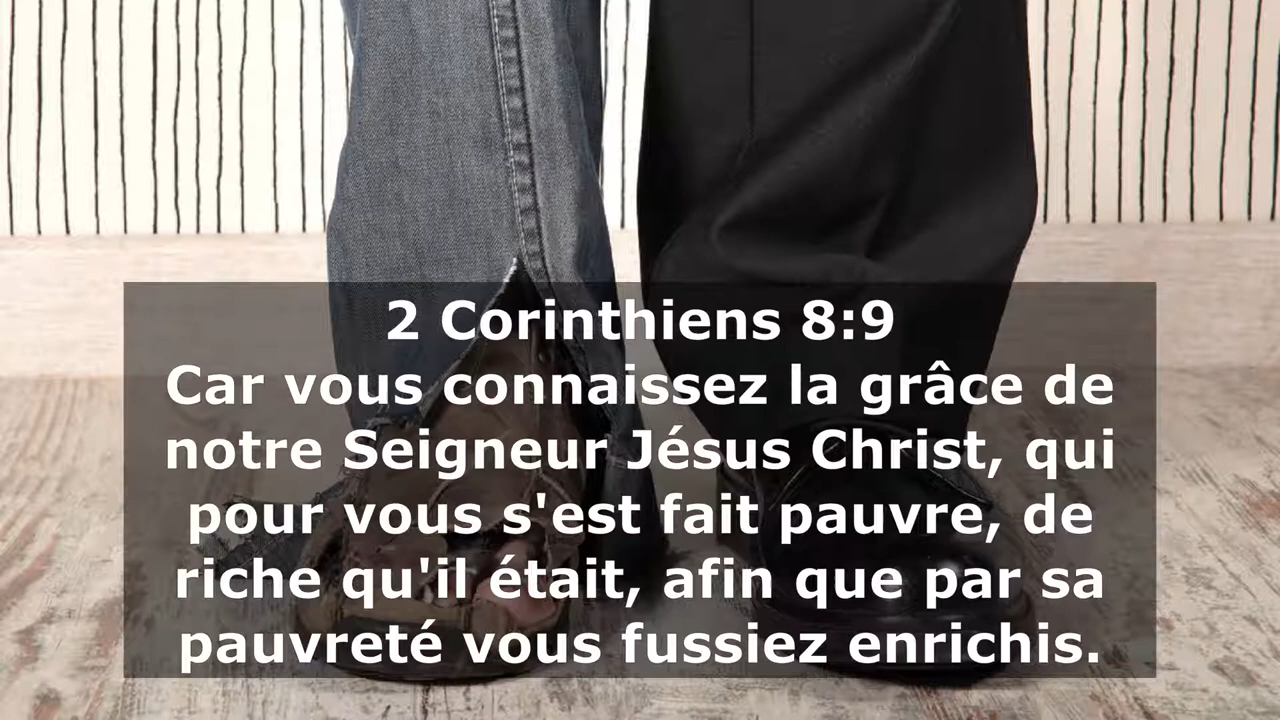 2 Corinthiens 8:9
Car vous connaissez la grâce de
notre Seigneur Jésus Christ, qui
pour vous s'est fait pauvre, de
riche qu'il était, afin que par sa
pauvreté vous fussiez enrichis.